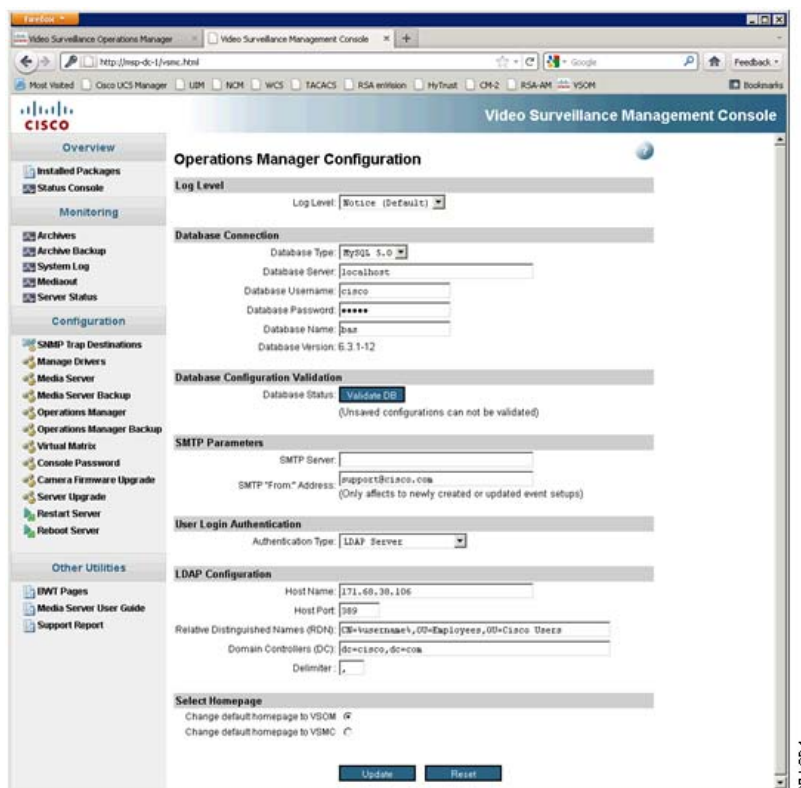 Firefox
Video Surveillance Operations Manager
Video Surveillance Management Console
http://msp-dc-1/vsmc.html
Google
Feedback
Most Visited Cisco UCS Manager UIM NCM WCS TACACS RSA enVision HyTrust CM-2 RSA-AM VSOM
Bookmarks
CISCO
Video Surveillance Management Console
Overview
Installed Packages
Status Console
Monitoring
Archives
Archive Backup
System Log
Mediaout
Server Status
Configuration
SNMP Trap Destinations
Manage Drivers
Media Server
Media Server Backup
Operations Manager
Operations Manager Backup
Virtual Matrix
Console Password
Camera Firmware Upgrade
Server Upgrade
Restart Server
Reboot Server
Other Utilities
BWT Pages
Media Server User Guide
Support Report
Operations Manager Configuration
Log Level
Log Level: Notice (Default)
Database Connection
Database Type: MySQL 5.0
Database Server: localhost
Database Username: cisco
Database Password: •••••
Database Name: bas
Database Version: 6.3.1-12
Database Configuration Validation
Database Status: Validate DB
(Unsaved configurations can not be validated)
SMTP Parameters
SMTP Server:
SMTP "From:" Address: support@cisco.com
(Only affects to newly created or updated event setups)
User Login Authentication
Authentication Type: LDAP Server
LDAP Configuration
Host Name: 171.68.38.106
Host Port: 389
Relative Distinguished Names (RDN): CN=%username%,OU=Employees,OU=Cisco Users
Domain Controllers (DC): dc=cisco,dc=com
Delimiter : ,
Select Homepage
Change default homepage to VSOM
Change default homepage to VSMC
Update
Reset